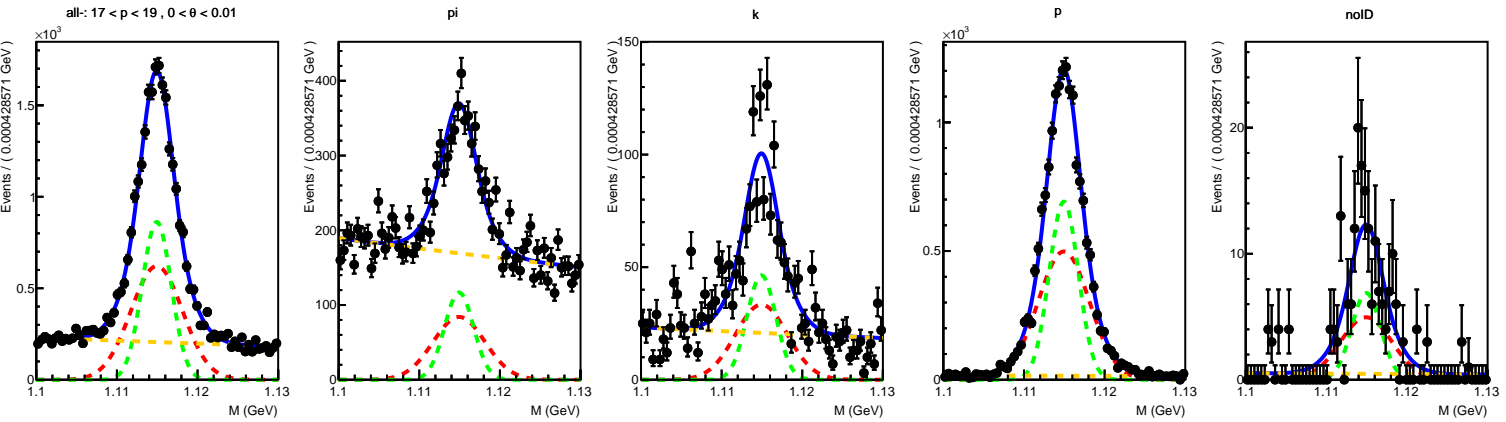 all-: 17 < p < 19 , 0 < θ < 0.01
×10³
Events / ( 0.000428571 GeV )
1.5
1
0.5
0
1.1
1.11
1.12
1.13
M (GeV)
pi
Events / ( 0.000428571 GeV )
400
300
200
100
0
1.1
1.11
1.12
1.13
M (GeV)
k
Events / ( 0.000428571 GeV )
150
100
50
0
1.1
1.11
1.12
1.13
M (GeV)
p
×10³
Events / ( 0.000428571 GeV )
1
0.5
0
1.1
1.11
1.12
1.13
M (GeV)
noID
Events / ( 0.000428571 GeV )
20
10
0
1.1
1.11
1.12
1.13
M (GeV)